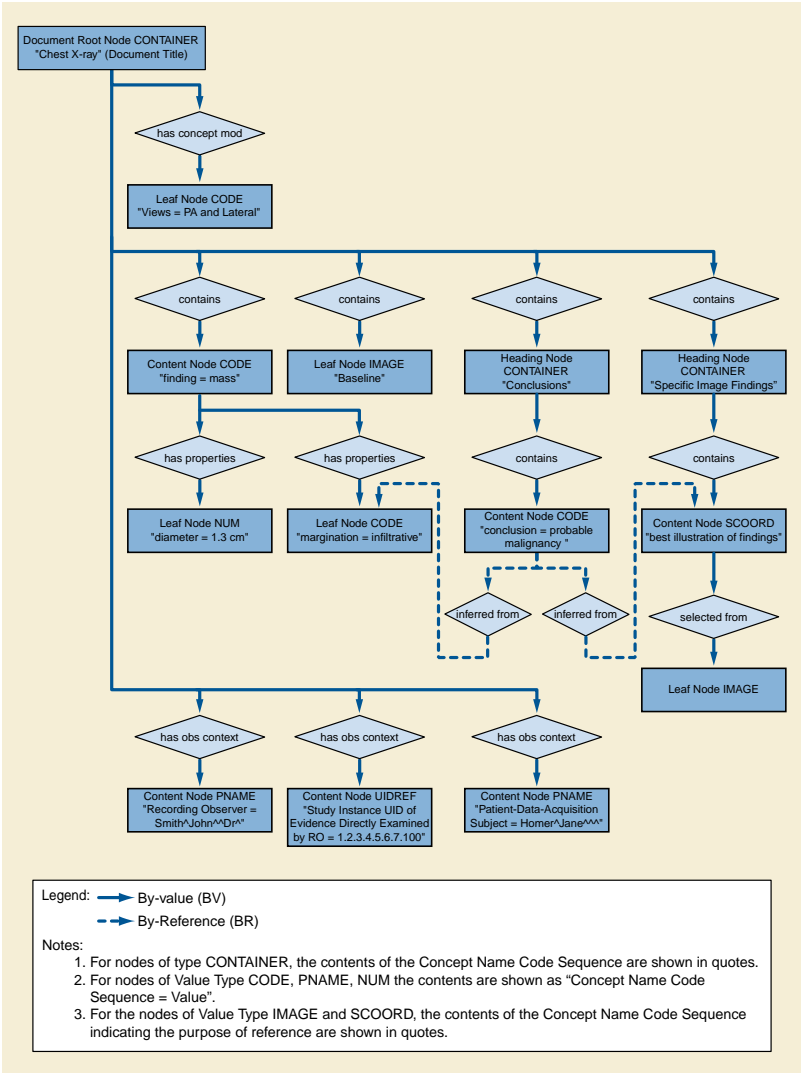 Document Root Node CONTAINER
"Chest X-ray" (Document Title)
has concept mod
Leaf Node CODE
"Views = PA and Lateral"
contains
contains
contains
contains
Content Node CODE
"finding = mass"
Leaf Node IMAGE
"Baseline"
Heading Node
CONTAINER
"Conclusions"
Heading Node
CONTAINER
"Specific Image Findings"
has properties
has properties
contains
contains
Leaf Node NUM
"diameter = 1.3 cm"
Leaf Node CODE
"margination = infiltrative"
Content Node CODE
"conclusion = probable
malignancy "
Content Node SCOORD
"best illustration of findings"
inferred from
inferred from
selected from
Leaf Node IMAGE
has obs context
has obs context
has obs context
Content Node PNAME
"Recording Observer =
Smith^John^^Dr^"
Content Node UIDREF
"Study Instance UID of
Evidence Directly Examined
by RO = 1.2.3.4.5.6.7.100"
Content Node PNAME
"Patient-Data-Acquisition
Subject = Homer^Jane^^^"
Legend:
By-value (BV)
By-Reference (BR)
Notes:
1. For nodes of type CONTAINER, the contents of the Concept Name Code Sequence are shown in quotes.
2. For nodes of Value Type CODE, PNAME, NUM the contents are shown as “Concept Name Code
Sequence = Value”.
3. For the nodes of Value Type IMAGE and SCOORD, the contents of the Concept Name Code Sequence
indicating the purpose of reference are shown in quotes.